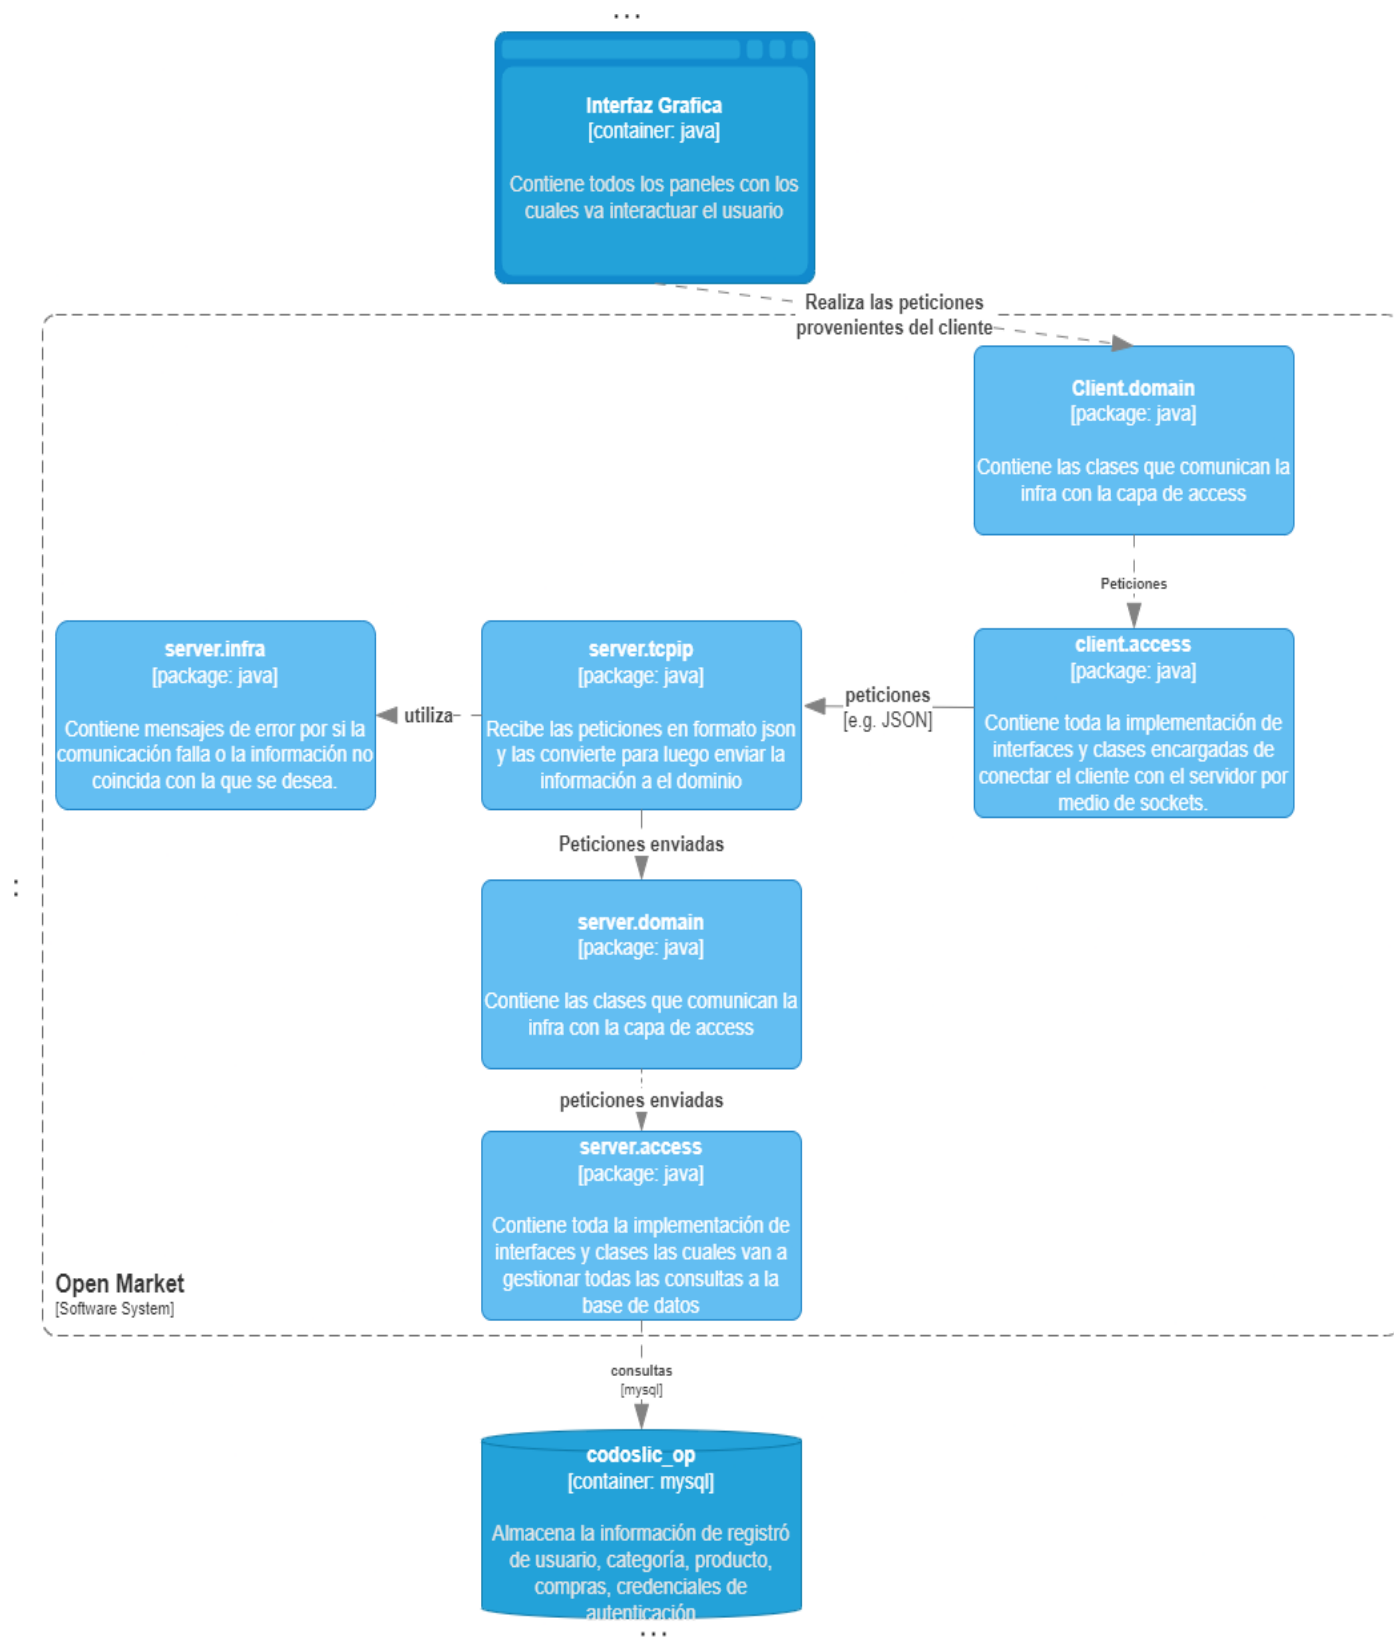 ...
Interfaz Grafica
[container: java]
Contiene todos los paneles con los
cuales va interactuar el usuario
Realiza las peticiones
provenientes del cliente
Client.domain
[package: java]
Contiene las clases que comunican la
infra con la capa de access
Peticiones
client.access
[package: java]
Contiene toda la implementación de
interfaces y clases encargadas de
conectar el cliente con el servidor por
medio de sockets.
peticiones
[e.g. JSON]
server.tcpip
[package: java]
Recibe las peticiones en formato json
y las convierte para luego enviar la
información a el dominio
utiliza
server.infra
[package: java]
Contiene mensajes de error por si la
comunicación falla o la información no
coincida con la que se desea.
Peticiones enviadas
:
server.domain
[package: java]
Contiene las clases que comunican la
infra con la capa de access
peticiones enviadas
server.access
[package: java]
Contiene toda la implementación de
interfaces y clases las cuales van a
gestionar todas las consultas a la
base de datos
Open Market
[Software System]
consultas
[mysql]
codoslic_op
[container: mysql]
Almacena la información de registró
de usuario, categoría, producto,
compras, credenciales de
autenticación
...